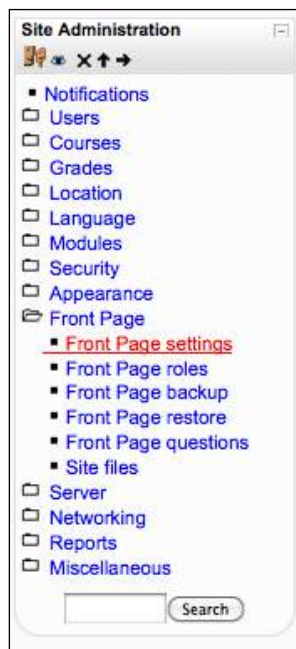 Site Administration
Notifications
Users
Courses
Grades
Location
Language
Modules
Security
Appearance
Front Page
Front Page settings
Front Page roles
Front Page backup
Front Page restore
Front Page questions
Site files
Server
Networking
Reports
Miscellaneous
Search